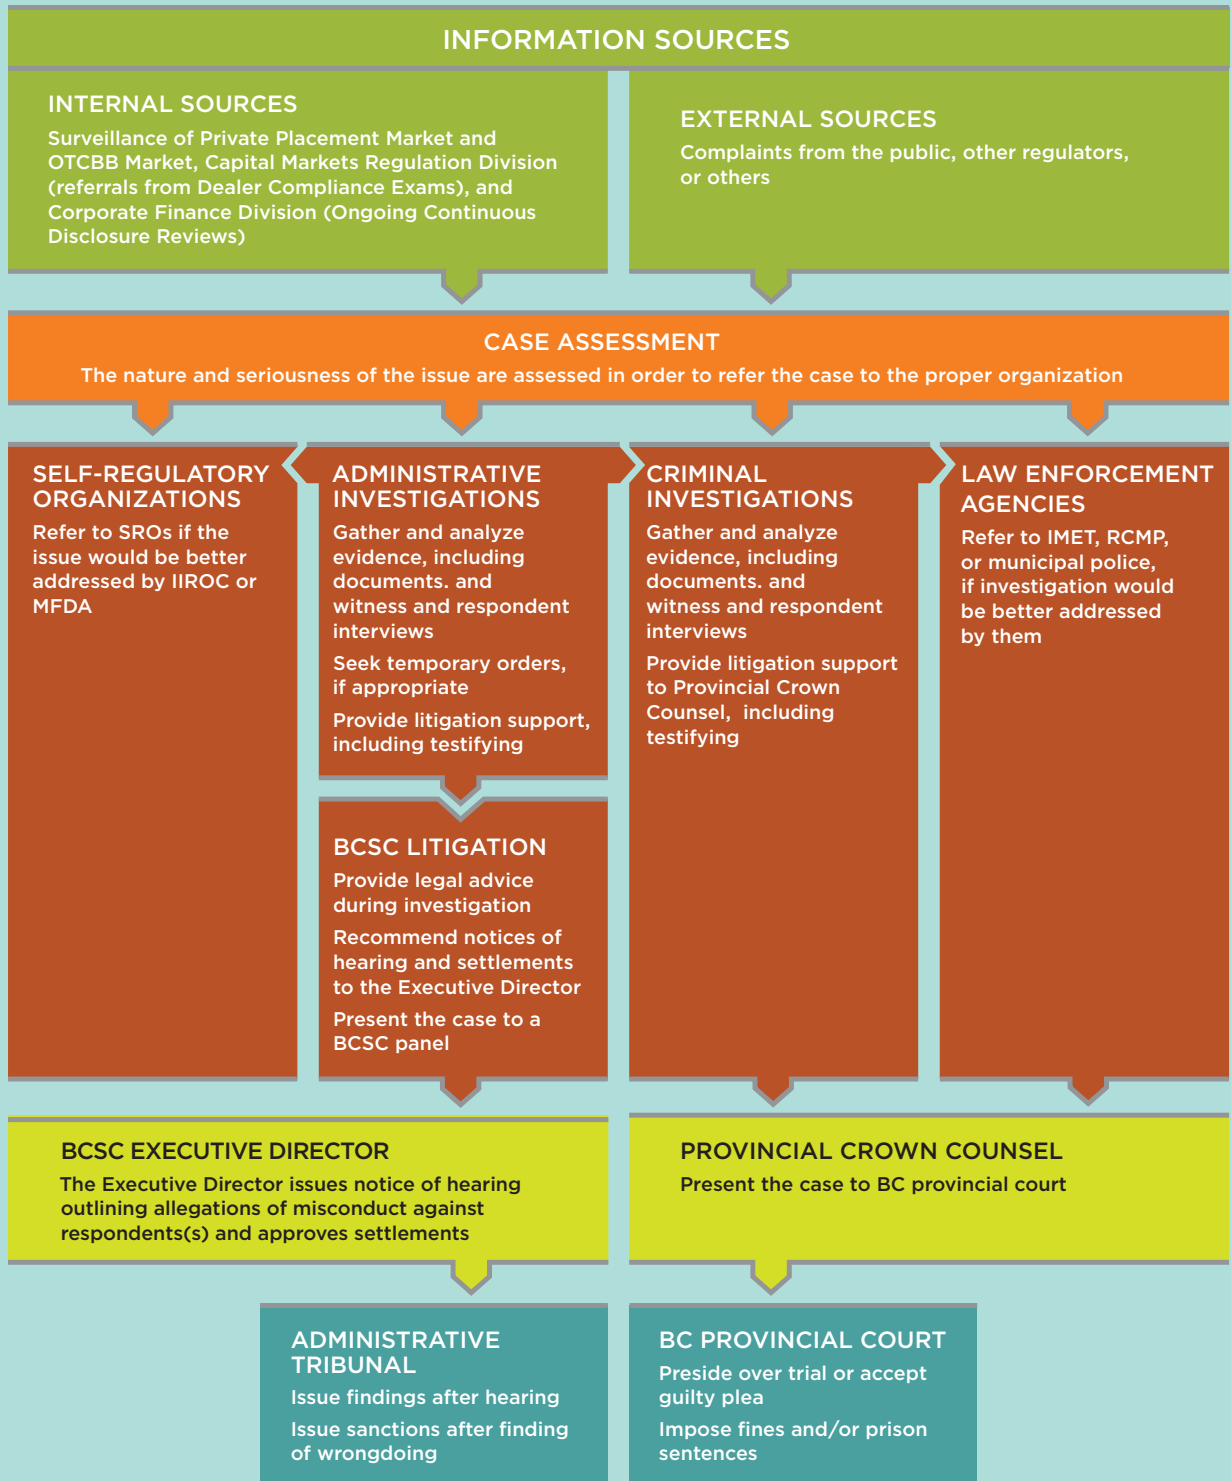 INFORMATION SOURCES
INTERNAL SOURCES
Surveillance of Private Placement Market and
OTCBB Market, Capital Markets Regulation Division
(referrals from Dealer Compliance Exams), and
Corporate Finance Division (Ongoing Continuous
Disclosure Reviews)
EXTERNAL SOURCES
Complaints from the public, other regulators,
or others
CASE ASSESSMENT
The nature and seriousness of the issue are assessed in order to refer the case to the proper organization
SELF-REGULATORY
ORGANIZATIONS
Refer to SROs if the
issue would be better
addressed by IIROC or
MFDA
ADMINISTRATIVE
INVESTIGATIONS
Gather and analyze
evidence, including
documents. and
witness and respondent
interviews
Seek temporary orders,
if appropriate
Provide litigation support,
including testifying
CRIMINAL
INVESTIGATIONS
Gather and analyze
evidence, including
documents. and
witness and respondent
interviews
Provide litigation support
to Provincial Crown
Counsel, including
testifying
LAW ENFORCEMENT
AGENCIES
Refer to IMET, RCMP,
or municipal police,
if investigation would
be better addressed
by them
BCSC LITIGATION
Provide legal advice
during investigation
Recommend notices of
hearing and settlements
to the Executive Director
Present the case to a
BCSC panel
BCSC EXECUTIVE DIRECTOR
The Executive Director issues notice of hearing
outlining allegations of misconduct against
respondents(s) and approves settlements
PROVINCIAL CROWN COUNSEL
Present the case to BC provincial court
ADMINISTRATIVE
TRIBUNAL
Issue findings after hearing
Issue sanctions after finding
of wrongdoing
BC PROVINCIAL COURT
Preside over trial or accept
guilty plea
Impose fines and/or prison
sentences